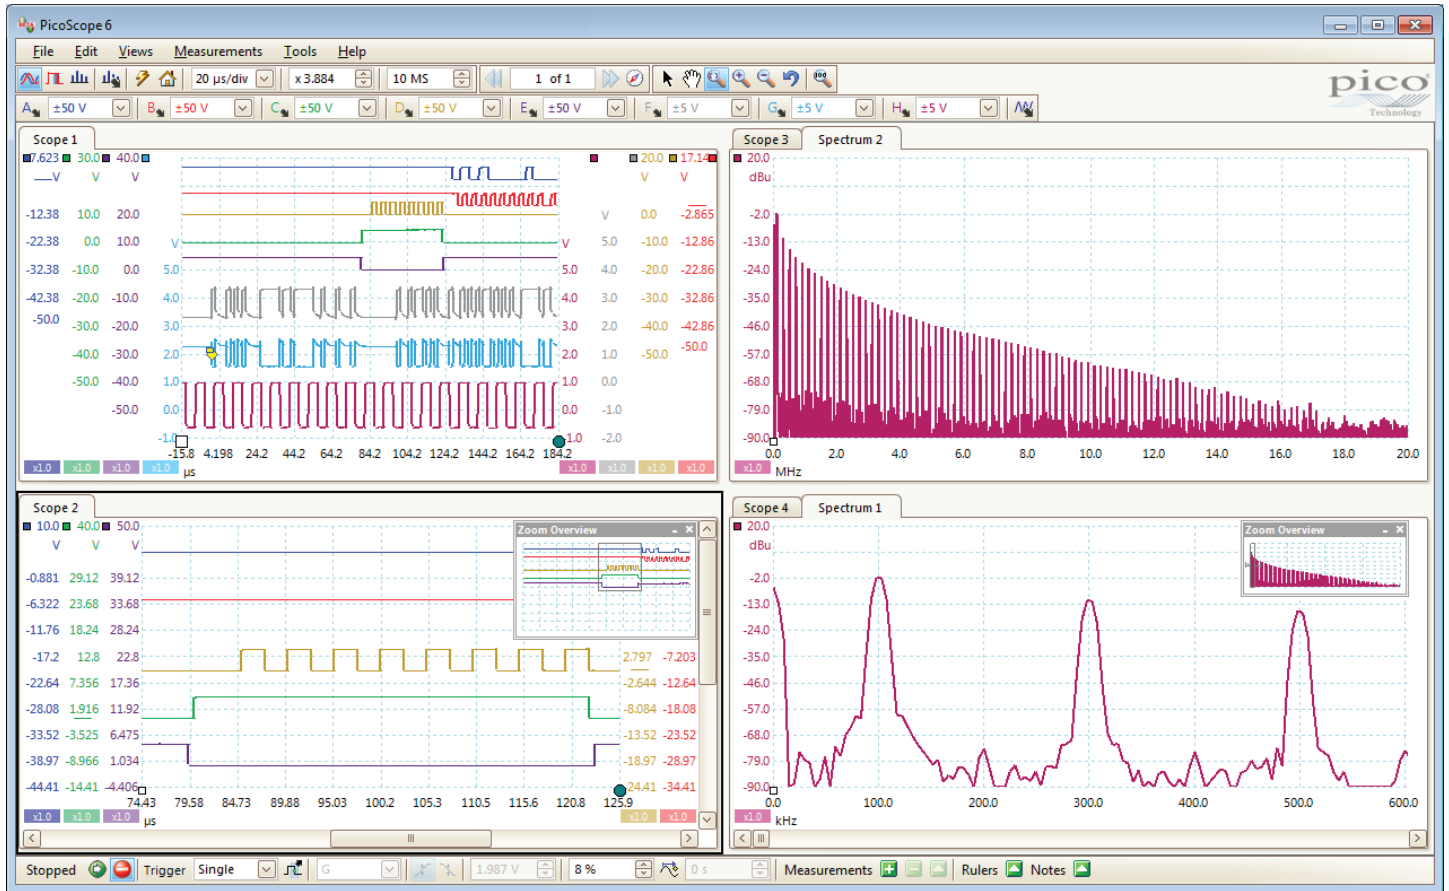 PicoScope 6
File Edit Views Measurements Tools Help
20 µs/div x 3.884 10 MS 1 of 1
pico
Technology
A ±50 V B ±50 V C ±50 V D ±50 V E ±50 V F ±5 V G ±5 V H ±5 V
Scope 1
7.623 30.0 40.0 20.0 17.14
V V V V V
-12.38 10.0 20.0 V 0.0 -2.865
-22.38 0.0 10.0 V V 5.0 -10.0 -12.86
-32.38 -10.0 0.0 5.0 5.0 4.0 -20.0 -22.86
-42.38 -20.0 -10.0 4.0 4.0 3.0 -30.0 -32.86
-50.0 -30.0 -20.0 3.0 3.0 2.0 -40.0 -42.86
-40.0 -30.0 2.0 2.0 1.0 -50.0 -50.0
-50.0 -40.0 1.0 1.0 0.0
-50.0 0.0 0.0 -1.0
-1.0 -1.0 -2.0
-15.8 4.198 24.2 44.2 64.2 84.2 104.2 124.2 144.2 164.2 184.2
x1.0 x1.0 x1.0 x1.0 µs x1.0 x1.0 x1.0 x1.0
Scope 3 Spectrum 2
20.0
dBu
-2.0
-13.0
-24.0
-35.0
-46.0
-57.0
-68.0
-79.0
-90.0
0.0 2.0 4.0 6.0 8.0 10.0 12.0 14.0 16.0 18.0 20.0
x1.0 MHz
Scope 2
10.0 40.0 50.0
V V V
-0.881 29.12 39.12
-6.322 23.68 33.68
-11.76 18.24 28.24
-17.2 12.8 22.8 2.797 -7.203
-22.64 7.356 17.36 -2.644 -12.64
-28.08 1.916 11.92 -8.084 -18.08
-33.52 -3.525 6.475 -13.52 -23.52
-38.97 -8.966 1.034 -18.97 -28.97
-44.41 -14.41 -4.406 -24.41 -34.41
74.43 79.58 84.73 89.88 95.03 100.2 105.3 110.5 115.6 120.8 125.9
x1.0 x1.0 x1.0 µs x1.0 x1.0
Zoom Overview
Scope 4 Spectrum 1
20.0
dBu
-2.0
-13.0
-24.0
-35.0
-46.0
-57.0
-68.0
-79.0
-90.0
0.0 100.0 200.0 300.0 400.0 500.0 600.0
x1.0 kHz
Zoom Overview
Stopped Trigger Single G 1.987 V 8 % 0 s Measurements Rulers Notes